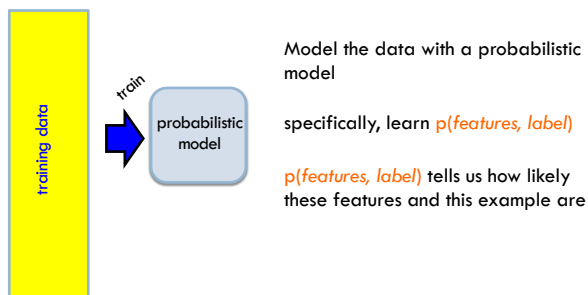 training data
train
probabilistic
model
Model the data with a probabilistic
model
specifically, learn p(features, label)
p(features, label) tells us how likely
these features and this example are